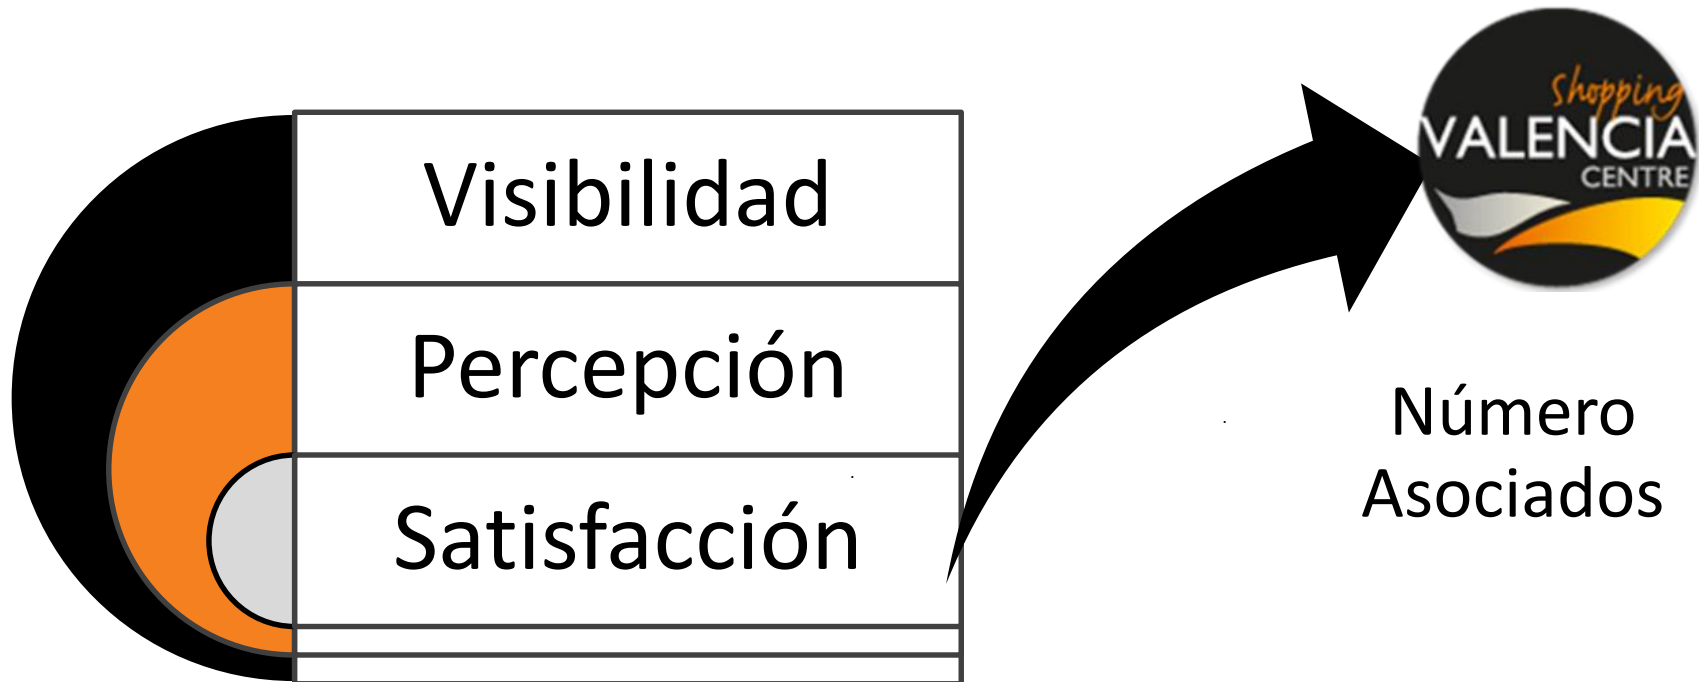 Visibilidad
Percepción
Satisfacción
Shopping
VALENCIA
CENTRE
Número
Asociados